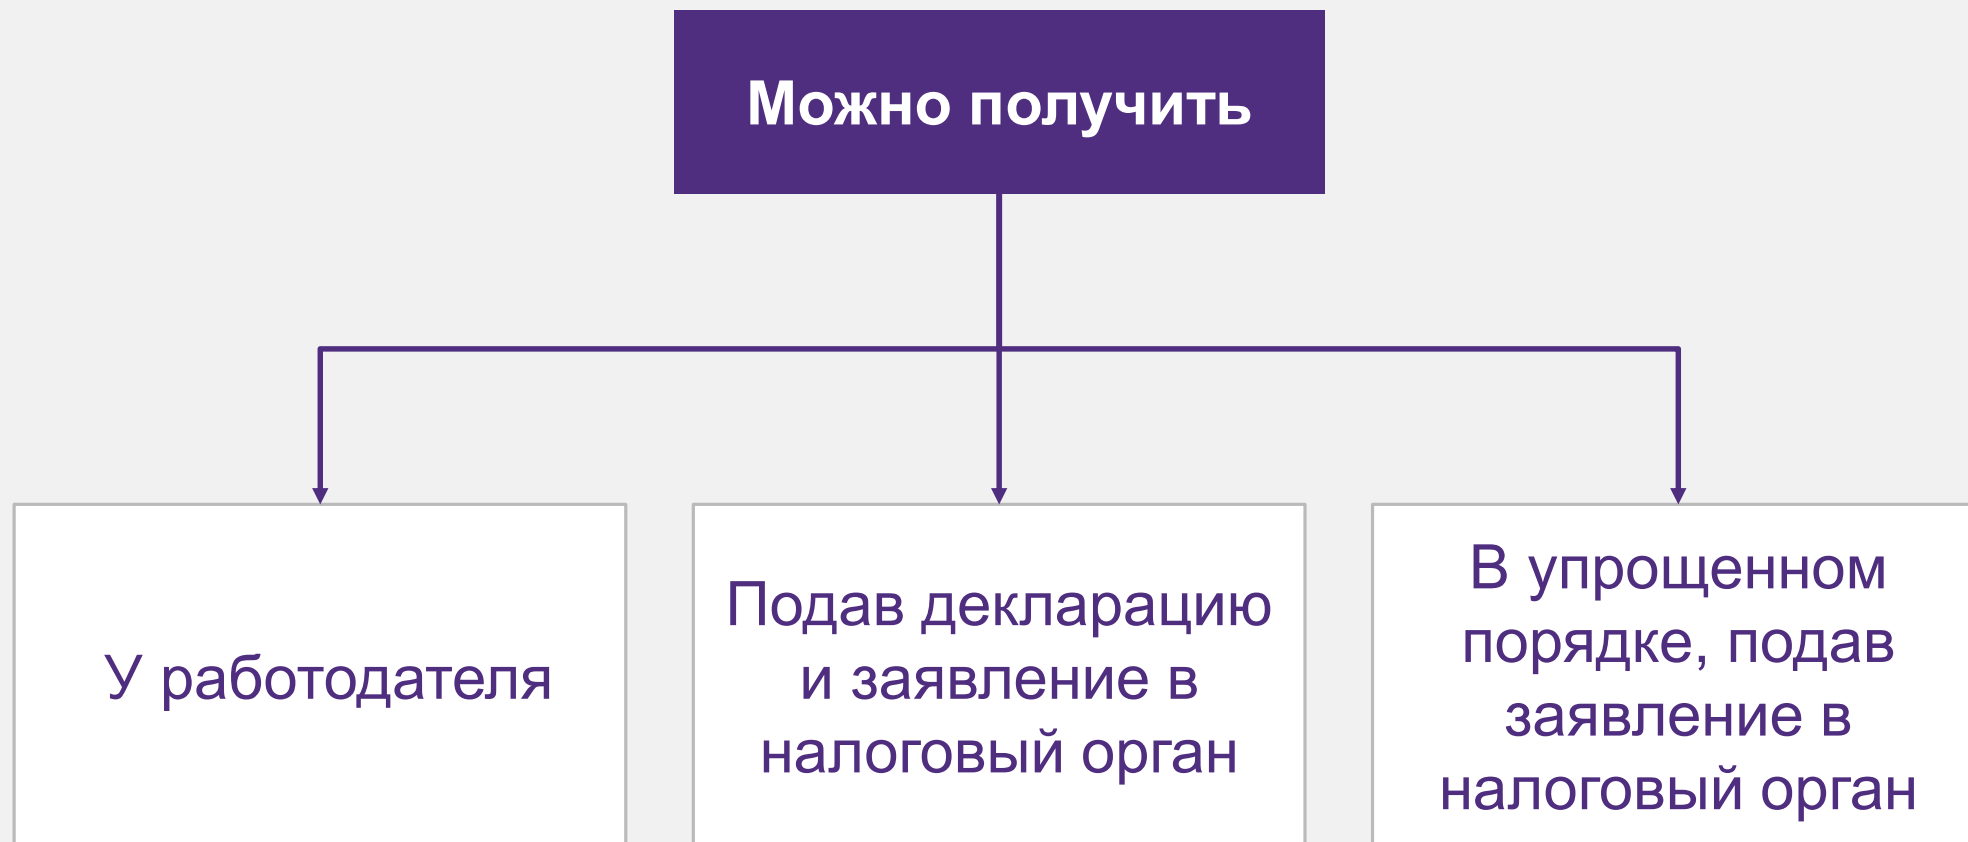 Можно получить
У работодателя
Подав декларацию
и заявление в
налоговый орган
В упрощенном
порядке, подав
заявление в
налоговый орган